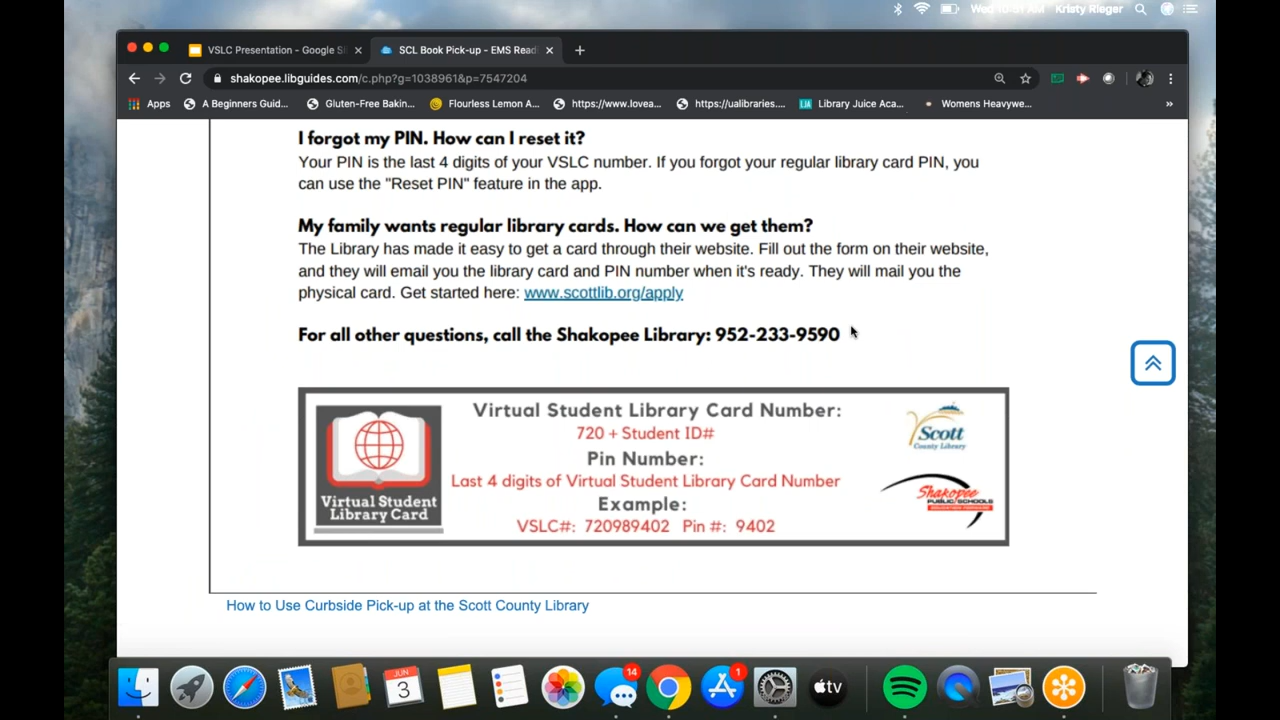 Kristy Rieger
VSLC Presentation - Google Sl
SCL Book Pick-up - EMS Readi
shakopee.libguides.com/c.php?g=1038961&p=7547204
Apps
A Beginners Guid...
Gluten-Free Bakin...
Flourless Lemon A...
https://www.lovea...
https://ualibraries....
LJA
Library Juice Aca...
Womens Heavywe...
I forgot my PIN. How can I reset it?
Your PIN is the last 4 digits of your VSLC number. If you forgot your regular library card PIN, you
can use the "Reset PIN" feature in the app.
My family wants regular library cards. How can we get them?
The Library has made it easy to get a card through their website. Fill out the form on their website,
and they will email you the library card and PIN number when it's ready. They will mail you the
physical card. Get started here: www.scottlib.org/apply
For all other questions, call the Shakopee Library: 952-233-9590
Virtual Student Library Card Number:
720 + Student ID#
Pin Number:
Last 4 digits of Virtual Student Library Card Number
Example:
VSLC#: 720989402 Pin #: 9402
Virtual Student
Library Card
Scott
County Library
Shakopee
PUBLIC SCHOOLS
How to Use Curbside Pick-up at the Scott County Library
JUN
3
14
1
tv